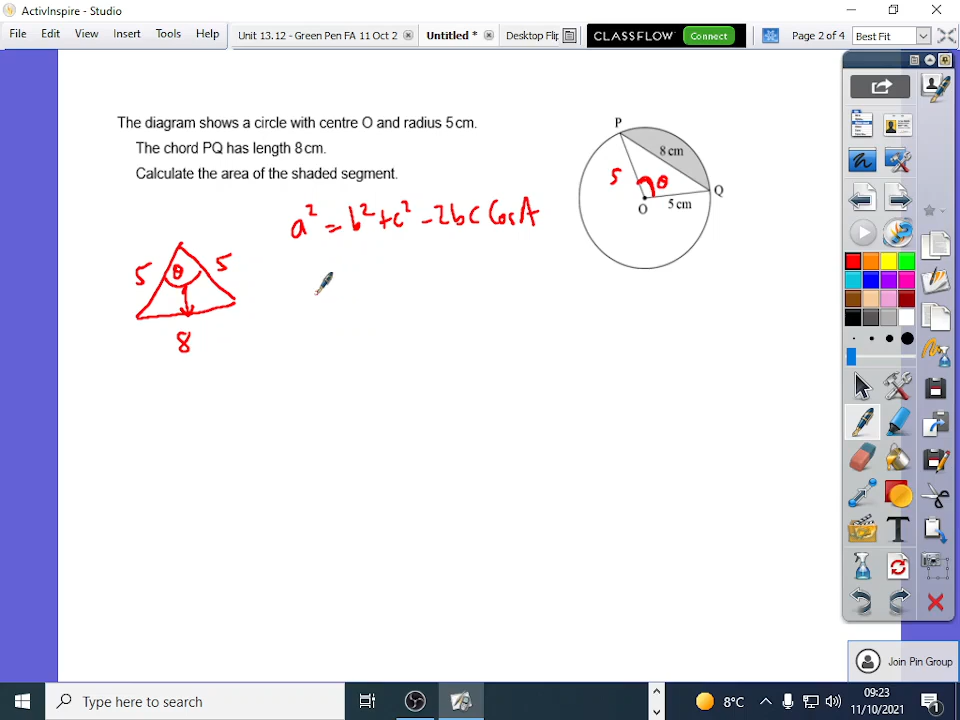 ActivInspire - Studio
File Edit View Insert Tools Help
Unit 13.12 - Green Pen FA 11 Oct 2
Untitled *
Desktop Flip
CLASSFLOW Connect
Page 2 of 4
Best Fit
The diagram shows a circle with centre O and radius 5 cm.
The chord PQ has length 8 cm.
Calculate the area of the shaded segment.
P
8 cm
Q
5 θ
O 5 cm
a² = b² + c² - 2bc Cos A
5 θ 5
8
T
Join Pin Group
Type here to search
8°C
09:23
11/10/2021
1